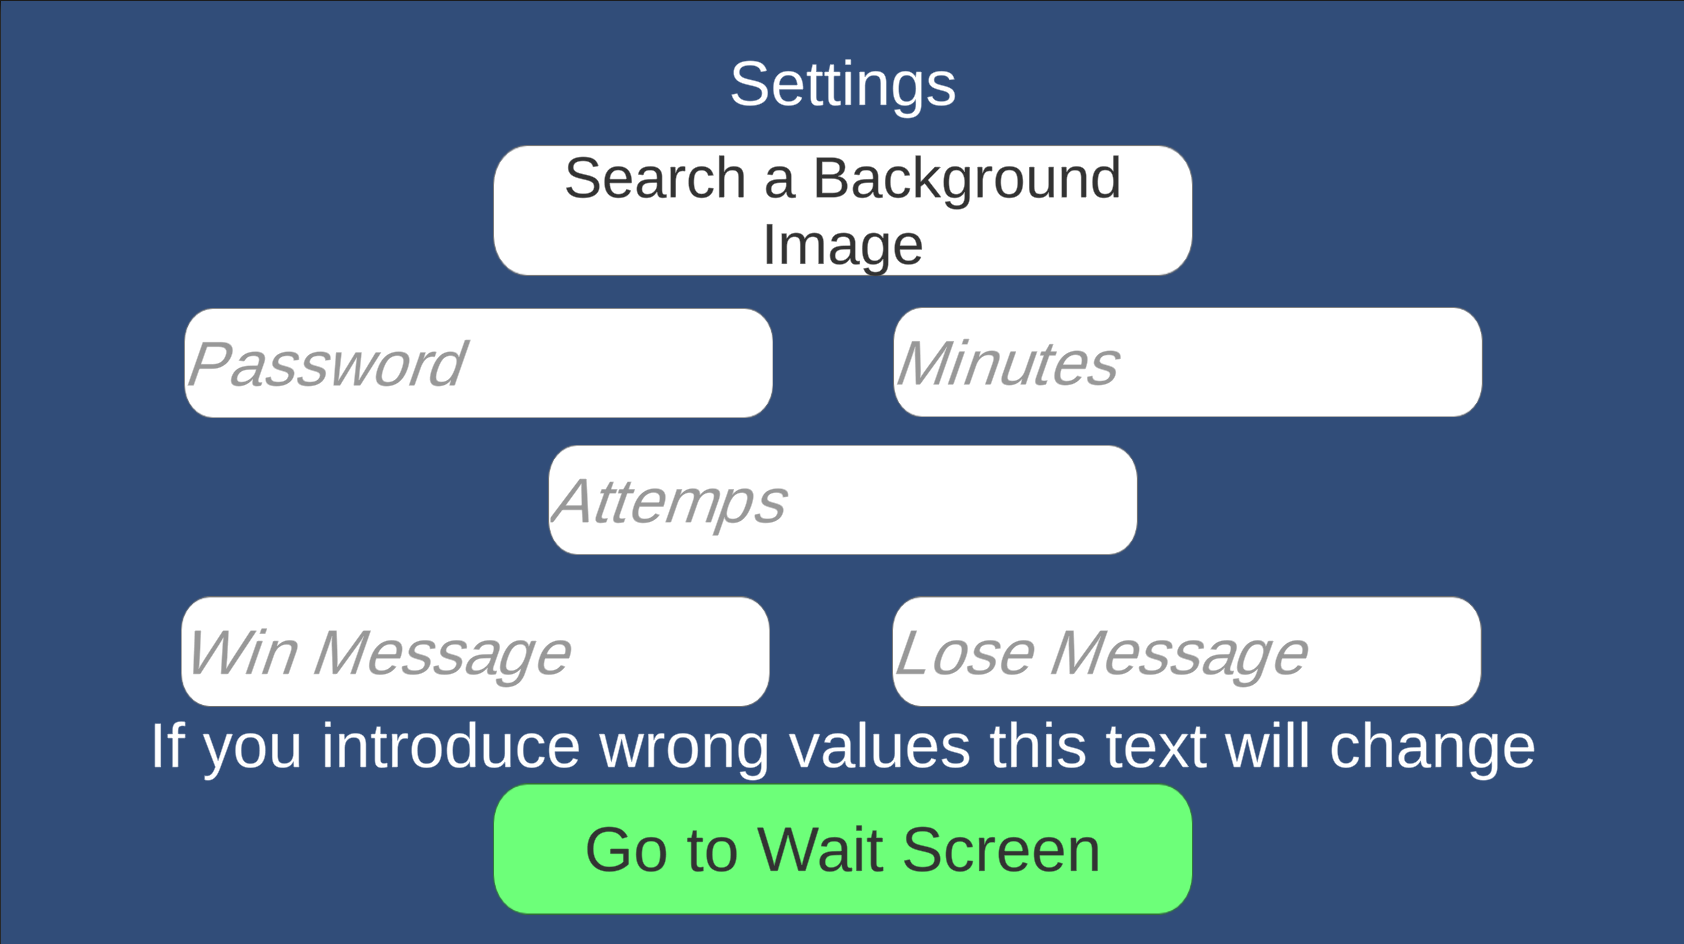 Settings
Search a Background
Image
Password
Minutes
Attemps
Win Message
Lose Message
If you introduce wrong values this text will change
Go to Wait Screen